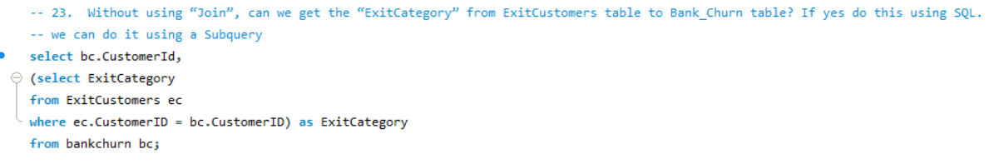 -- 23.  Without using “Join”, can we get the “ExitCategory” from ExitCustomers table to Bank_Churn table? If yes do this using SQL.
-- we can do it using a Subquery
select bc.CustomerId,
(select ExitCategory
from ExitCustomers ec
where ec.CustomerID = bc.CustomerID) as ExitCategory
from bankchurn bc;